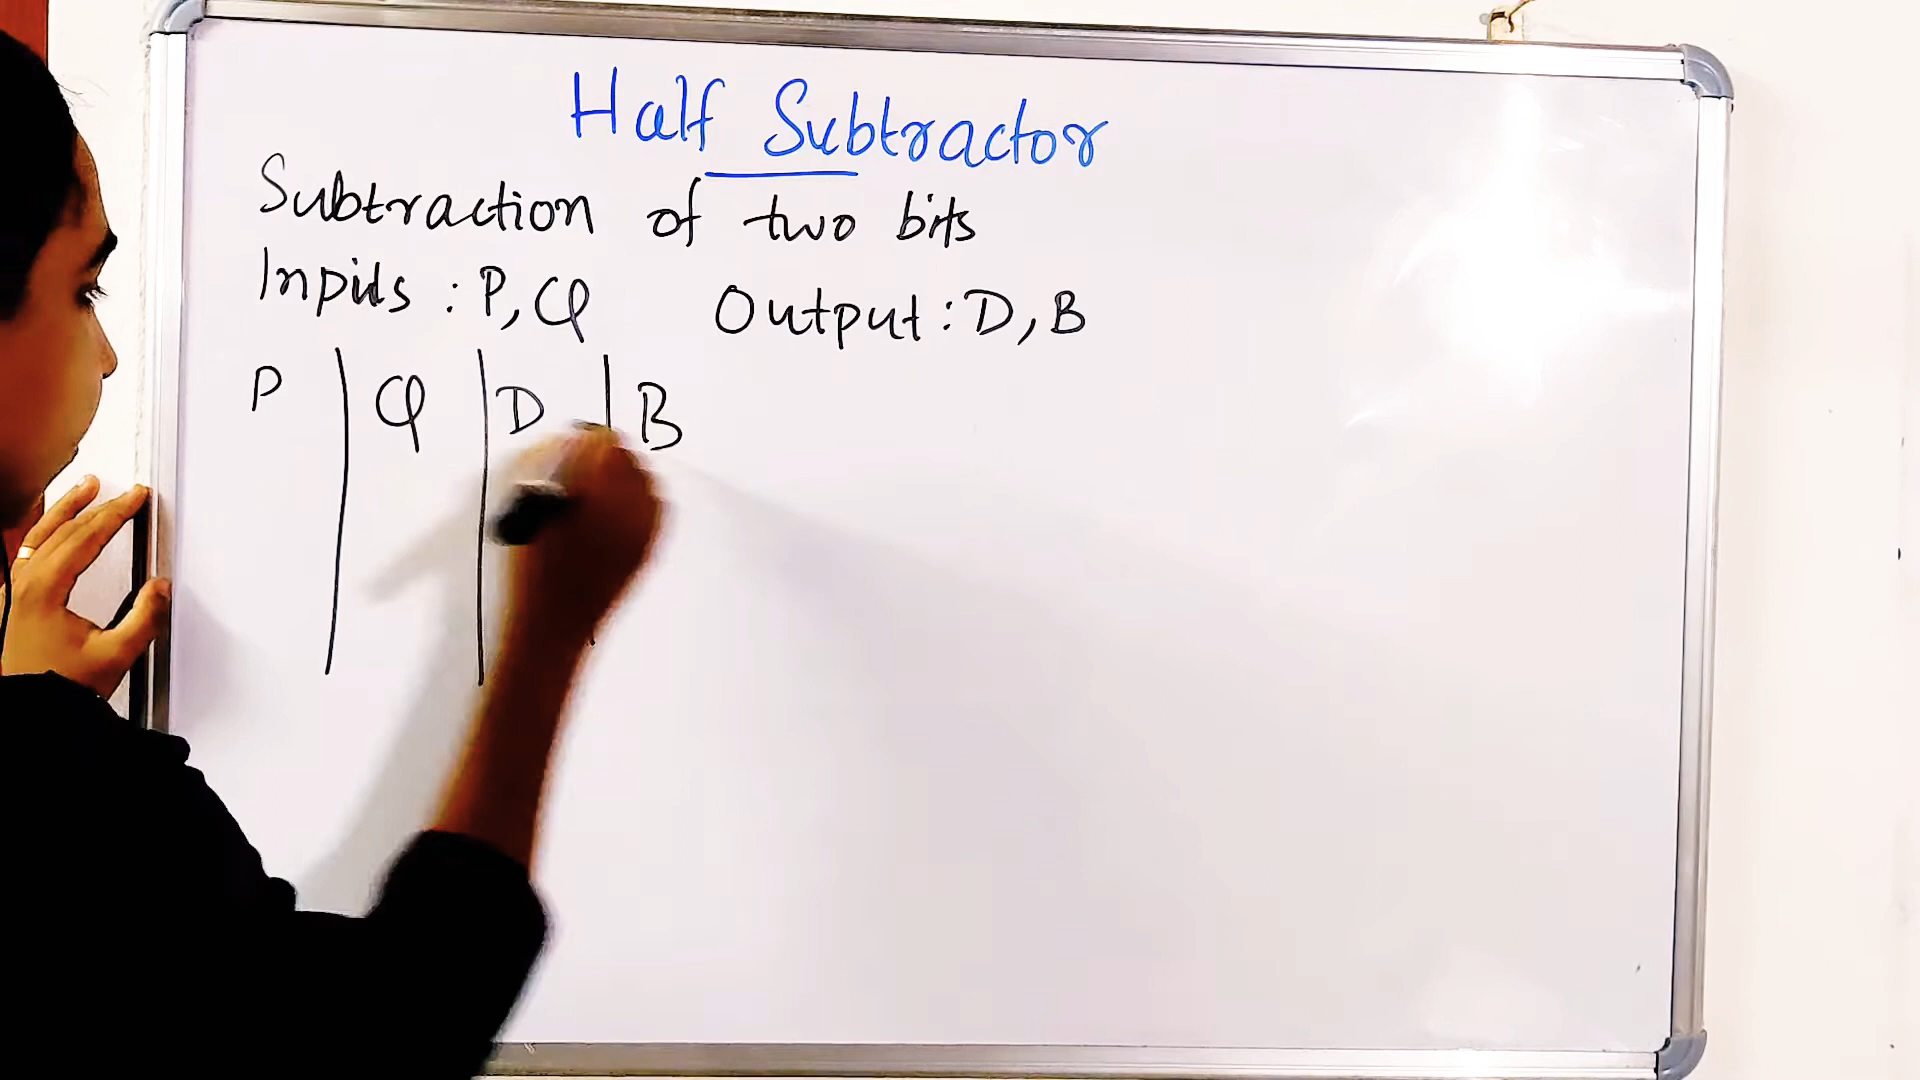 Half Subtractor
Subtraction of two bits
Inputs : P, Q Output : D, B
P Q D B